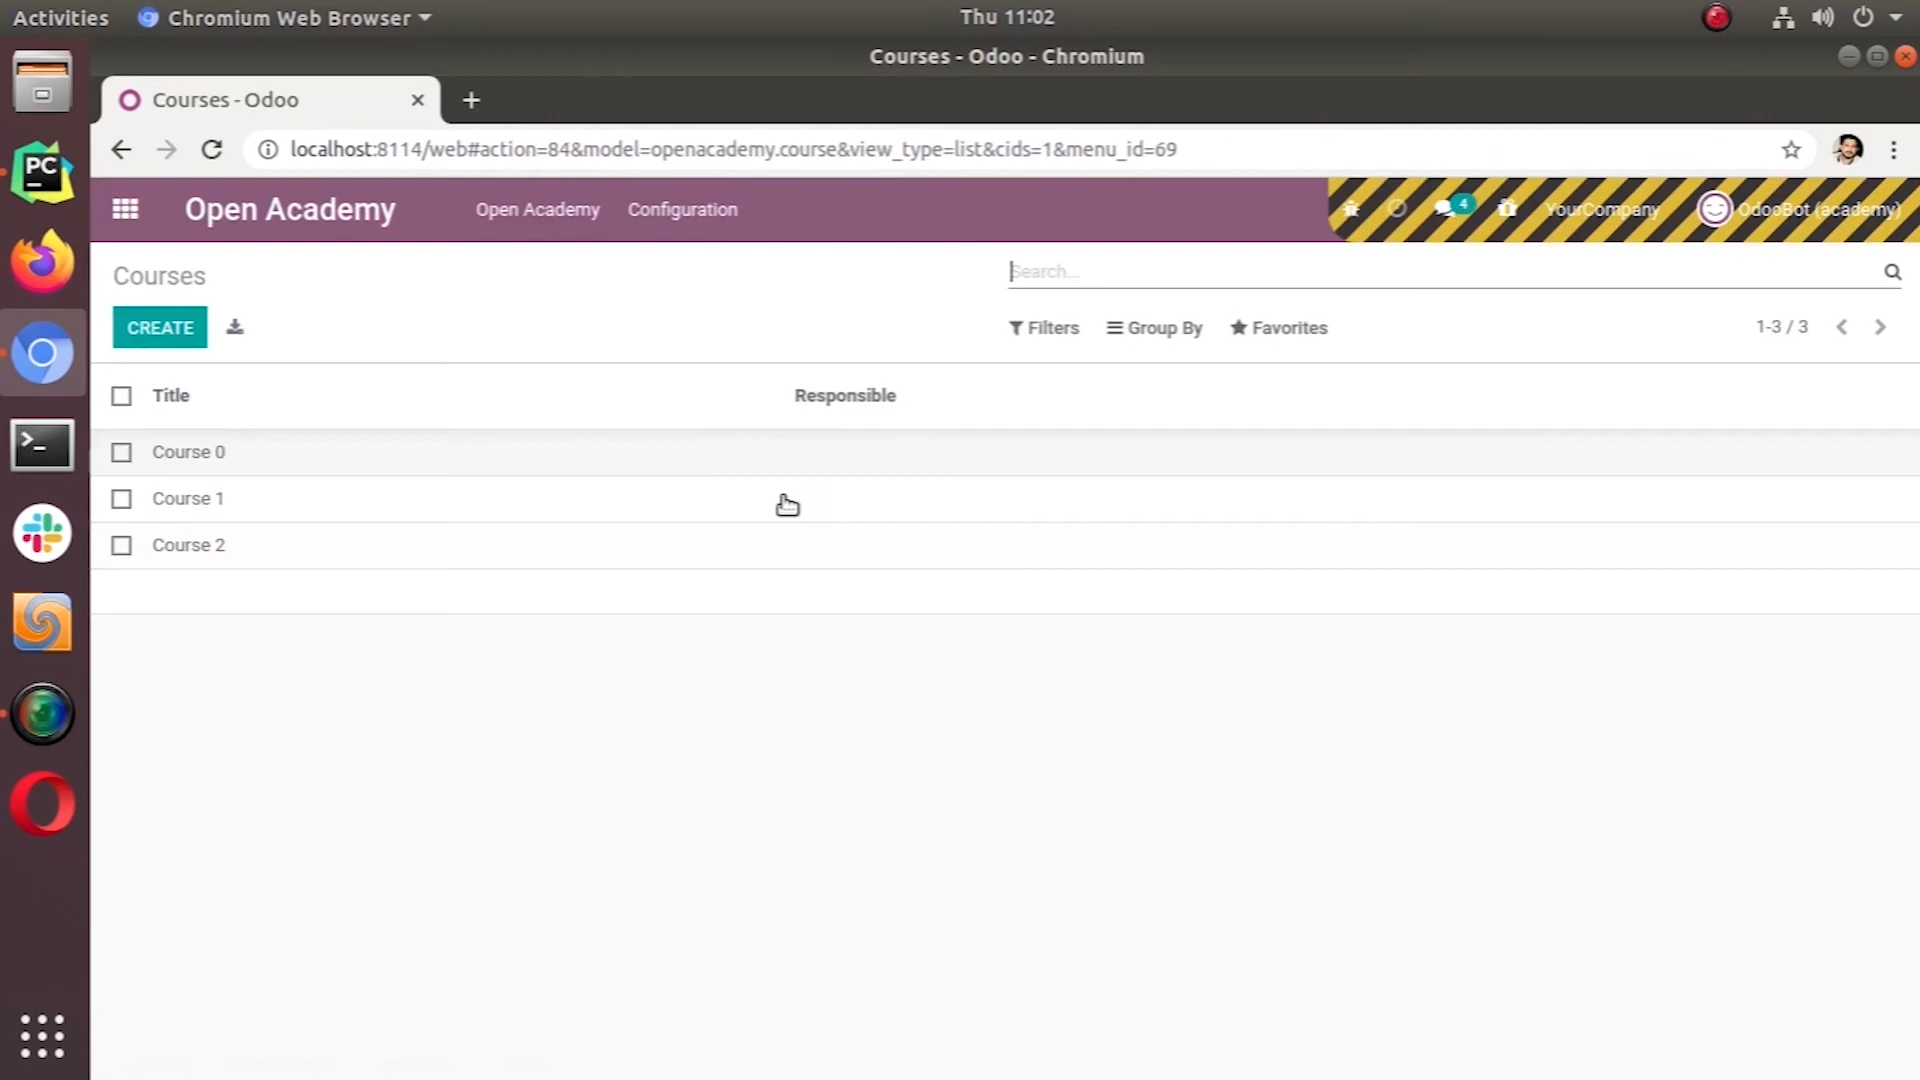 Activities
Chromium Web Browser
Thu 11:02
Courses - Odoo - Chromium
Courses - Odoo
localhost:8114/web#action=84&model=openacademy.course&view_type=list&cids=1&menu_id=69
Open Academy
Open Academy
Configuration
4
YourCompany
OdooBot (academy)
Courses
Search...
CREATE
Filters
Group By
Favorites
1-3 / 3
Title
Responsible
Course 0
Course 1
Course 2
PC
>_